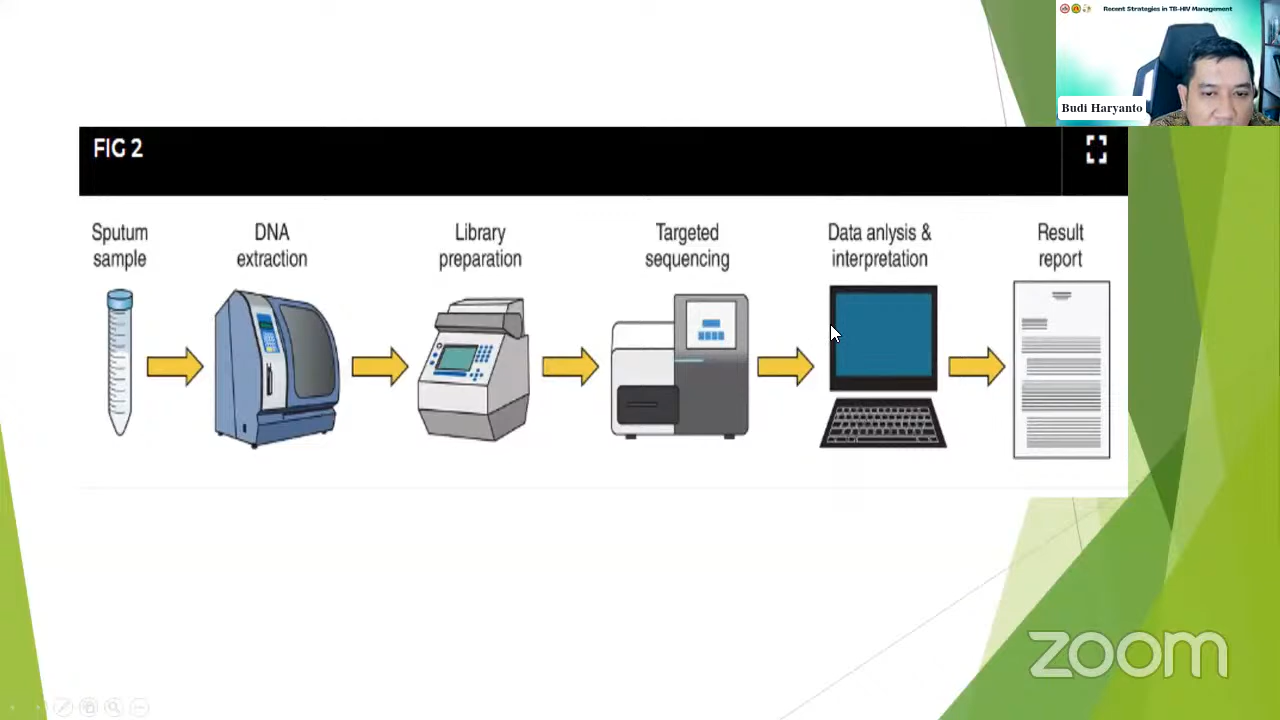 Recent Strategies in TB-HIV Management
Budi Haryanto
FIG 2
Sputum
sample
DNA
extraction
Library
preparation
Targeted
sequencing
Data anlysis &
interpretation
Result
report
zoom